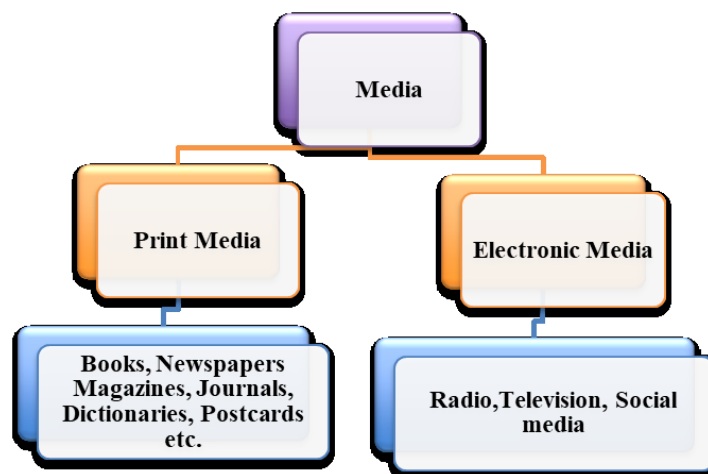 Media
Print Media
Electronic Media
Books, Newspapers
Magazines, Journals,
Dictionaries, Postcards
etc.
Radio,Television, Social
media